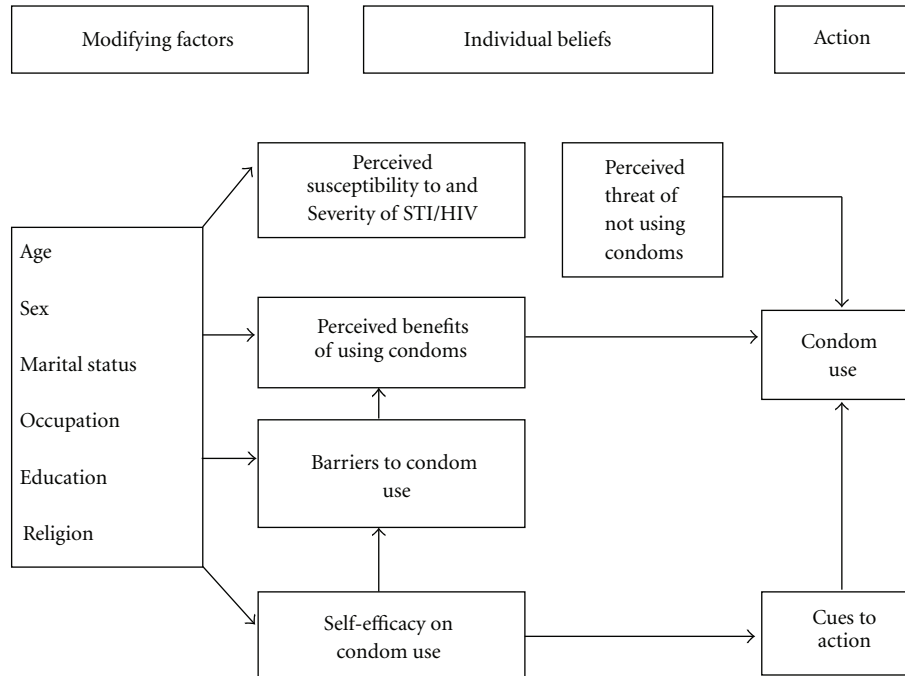 Modifying factors
Individual beliefs
Action
Perceived
susceptibility to and
Severity of STI/HIV
Perceived
threat of
not using
condoms
Age
Sex
Marital status
Occupation
Education
Religion
Perceived benefits
of using condoms
Condom
use
Barriers to condom
use
Self-efficacy on
condom use
Cues to
action